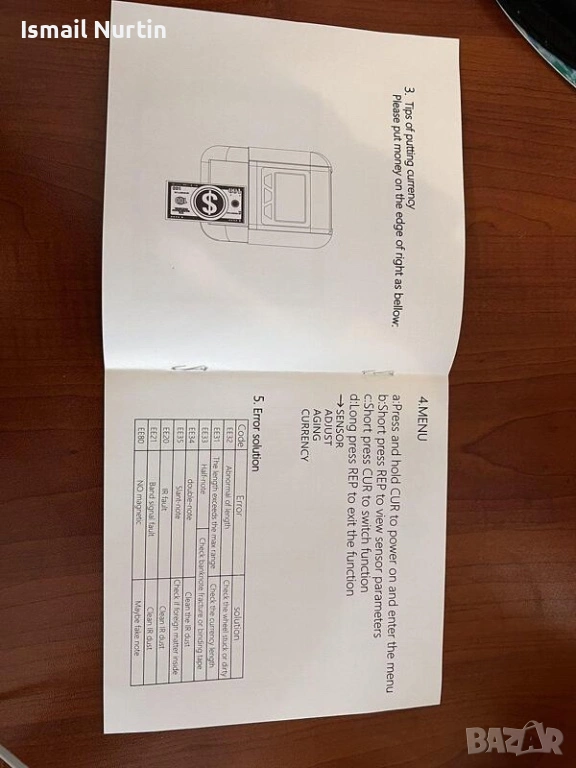 Ismail Nurtin
3. Tips of putting currency
Please put money on the edge of right as bellow:
4.MENU
a:Press and hold CUR to power on and enter the menu
b:Short press REP to view sensor parameters
c:Short press CUR to switch function
d:Long press REP to exit the function
→SENSOR
ADJUST
AGING
CURRENCY
5. Error solution
Code Error solution
EE32 Abnormal of length Check the wheel stuck or dirty
EE31 The length exceeds the max range Check the currency length
EE33 Half-note Check banknote fracture or binding tape
EE34 double-note Clean the IR dust
EE35 Slant-note Check if foreign matter inside
EE20 IR fault Clean IR dust
EE21 Band signal fault Clean IR dust
EE80 NO magnetic Maybe fake note
BAZAR